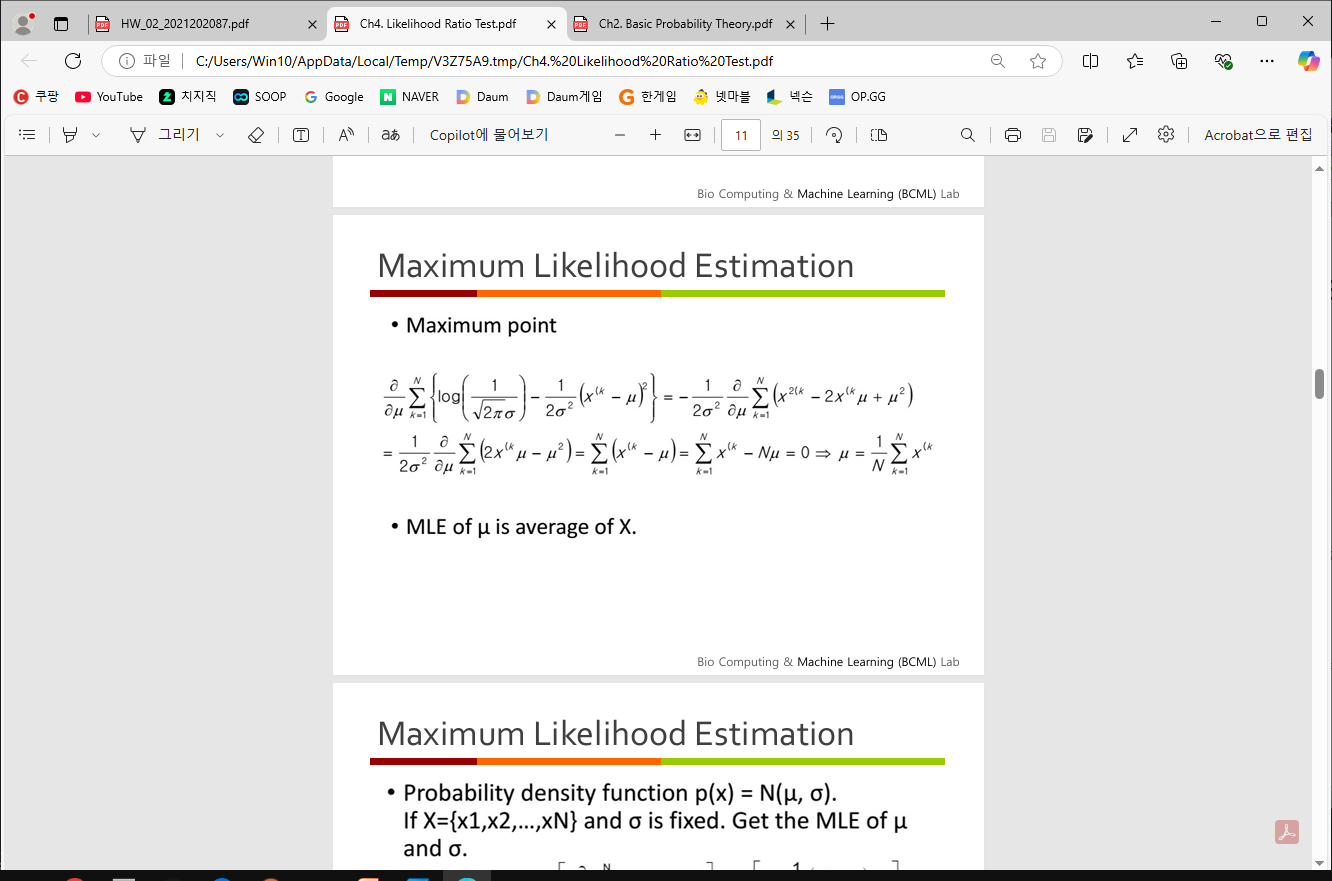 HW_02_2021202087.pdf
Ch4. Likelihood Ratio Test.pdf
Ch2. Basic Probability Theory.pdf
파일 C:/Users/Win10/AppData/Local/Temp/V3Z75A9.tmp/Ch4.%20Likelihood%20Ratio%20Test.pdf
쿠팡 YouTube 치지직 SOOP Google NAVER Daum Daum게임 한게임 넷마블 넥슨 OP.GG
그리기 Copilot에 물어보기 11 의 35 Acrobat으로 편집
Bio Computing & Machine Learning (BCML) Lab
Maximum Likelihood Estimation
• Maximum point
∂/∂μ ∑_{k=1}^{N} {log(1/(√2π σ)) − 1/(2σ²) (x^{(k} − μ)²} = − 1/(2σ²) ∂/∂μ ∑_{k=1}^{N} (x^{2(k} − 2x^{(k}μ + μ²)
= 1/(2σ²) ∂/∂μ ∑_{k=1}^{N} (2x^{(k}μ − μ²) = ∑_{k=1}^{N} (x^{(k} − μ) = ∑_{k=1}^{N} x^{(k} − Nμ = 0 ⇒ μ = 1/N ∑_{k=1}^{N} x^{(k}
• MLE of μ is average of X.
Bio Computing & Machine Learning (BCML) Lab
Maximum Likelihood Estimation
• Probability density function p(x) = N(μ, σ).
If X={x1,x2,...,xN} and σ is fixed. Get the MLE of μ
and σ.